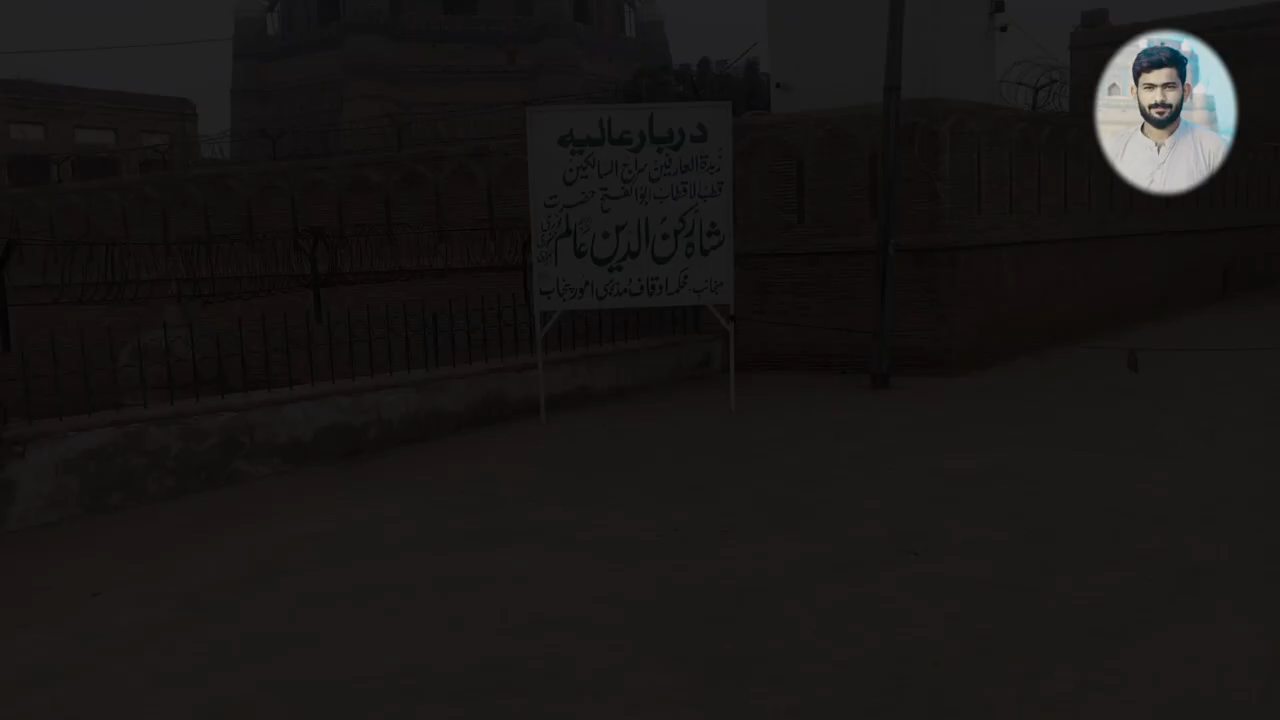 دربار عالیہ
زبدۃ العارفین سراج السالکین
قطب الاقطاب ابوالفتح حضرت
شاہ رکن الدین عالم
منجانب۔ محکمہ اوقاف مذہبی امور پنجاب